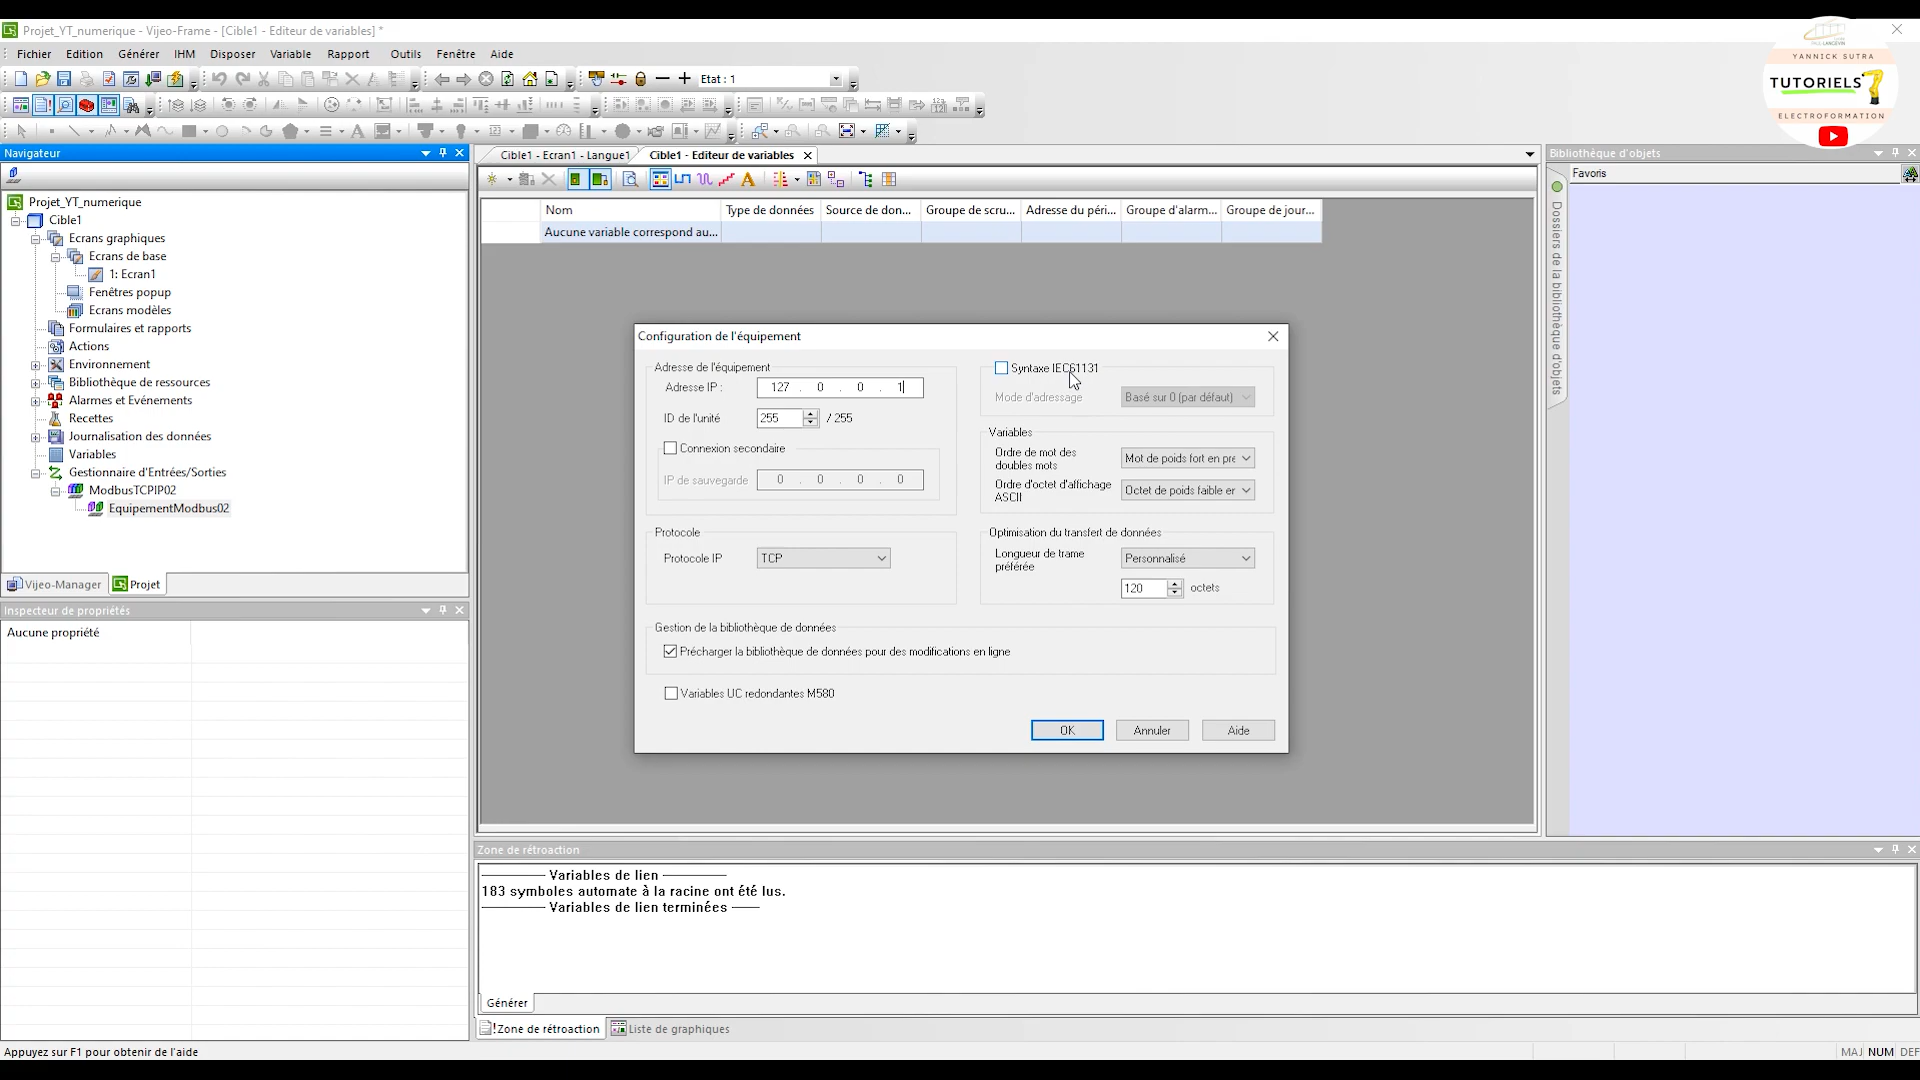 Projet_YT_numerique - Vijeo-Frame - [Cible1 - Editeur de variables] *
Fichier Edition Générer IHM Disposer Variable Rapport Outils Fenêtre Aide
Etat : 1
YANNICK SUTRA
TUTORIELS
ELECTROFORMATION
Navigateur
Projet_YT_numerique
Cible1
Ecrans graphiques
Ecrans de base
1: Ecran1
Fenêtres popup
Ecrans modèles
Formulaires et rapports
Actions
Environnement
Bibliothèque de ressources
Alarmes et Evénements
Recettes
Journalisation des données
Variables
Gestionnaire d'Entrées/Sorties
ModbusTCPIP02
EquipementModbus02
Vijeo-Manager Projet
Inspecteur de propriétés
Aucune propriété
Cible1 - Ecran1 - Langue1 Cible1 - Editeur de variables
Nom Type de données Source de don... Groupe de scru... Adresse du péri... Groupe d'alarm... Groupe de jour...
Aucune variable correspond au...
Configuration de l'équipement
Adresse de l'équipement
Adresse IP : 127 . 0 . 0 . 1
ID de l'unité 255 / 255
Connexion secondaire
IP de sauvegarde 0 . 0 . 0 . 0
Protocole
Protocole IP TCP
Syntaxe IEC61131
Mode d'adressage Basé sur 0 (par défaut)
Variables
Ordre de mot des doubles mots Mot de poids fort en pre
Ordre d'octet d'affichage ASCII Octet de poids faible er
Optimisation du transfert de données
Longueur de trame préférée Personnalisé
120 octets
Gestion de la bibliothèque de données
Précharger la bibliothèque de données pour des modifications en ligne
Variables UC redondantes M580
OK Annuler Aide
Bibliothèque d'objets
Favoris
Dossiers de la bibliothèque d'objets
Zone de rétroaction
Variables de lien
183 symboles automate à la racine ont été lus.
Variables de lien terminées
Générer
!Zone de rétroaction Liste de graphiques
Appuyez sur F1 pour obtenir de l'aide
MAJ NUM DEF